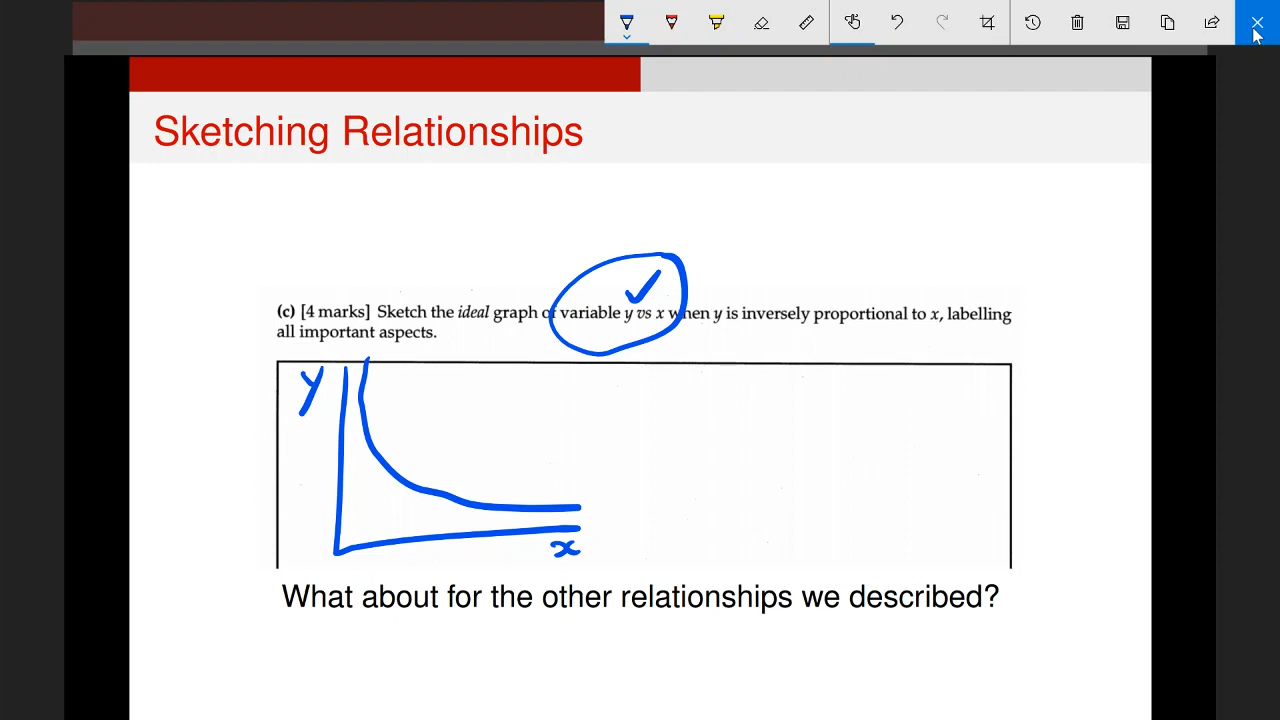 Sketching Relationships
(c) [4 marks] Sketch the ideal graph of variable y vs x when y is inversely proportional to x, labelling
all important aspects.
y
x
What about for the other relationships we described?